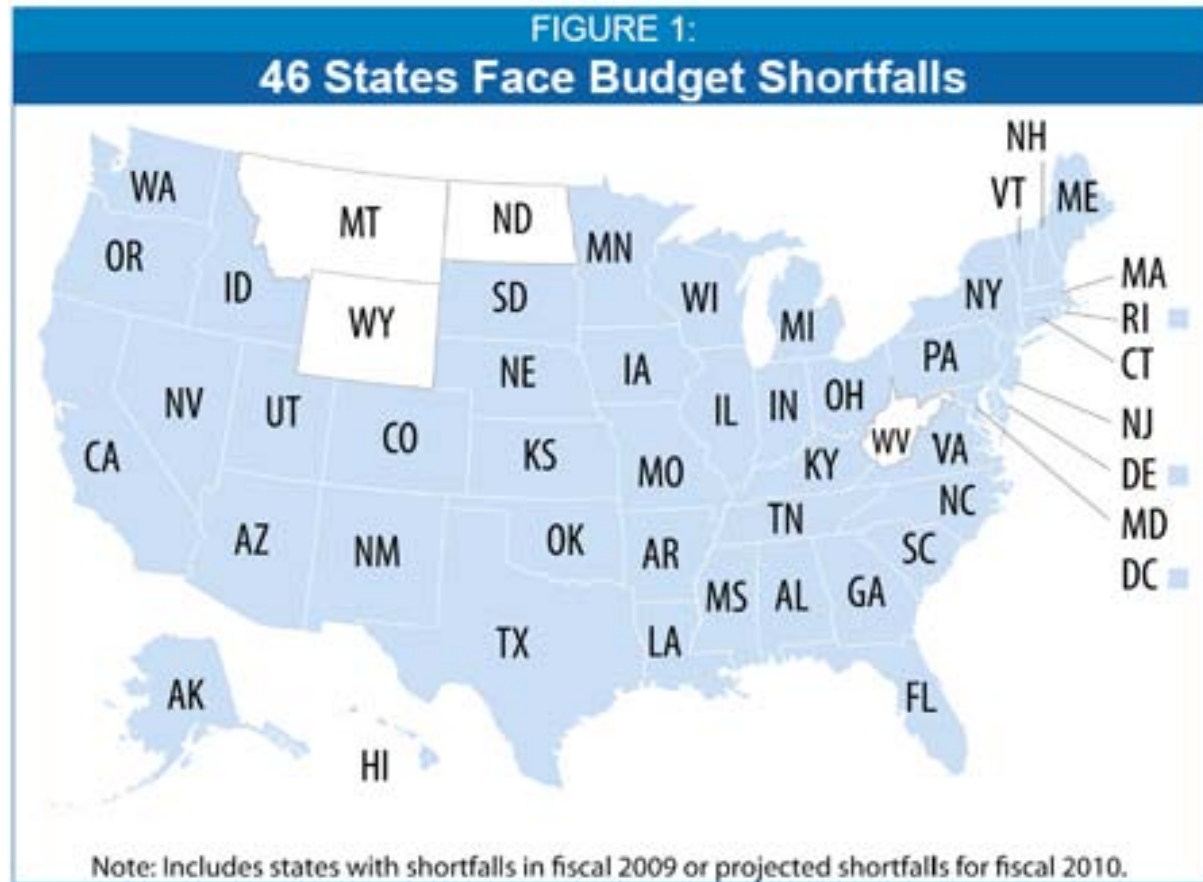 FIGURE 1:
46 States Face Budget Shortfalls
NH
VT
ME
WA
MT
ND
MN
OR
ID
SD
WI
NY
MA
MI
RI
WY
CT
PA
NE
IA
NV
UT
IL
IN
OH
NJ
CO
WV
VA
CA
KS
MO
KY
DE
NC
TN
MD
AZ
NM
OK
AR
SC
DC
MS
AL
GA
TX
LA
AK
FL
HI
Note: Includes states with shortfalls in fiscal 2009 or projected shortfalls for fiscal 2010.